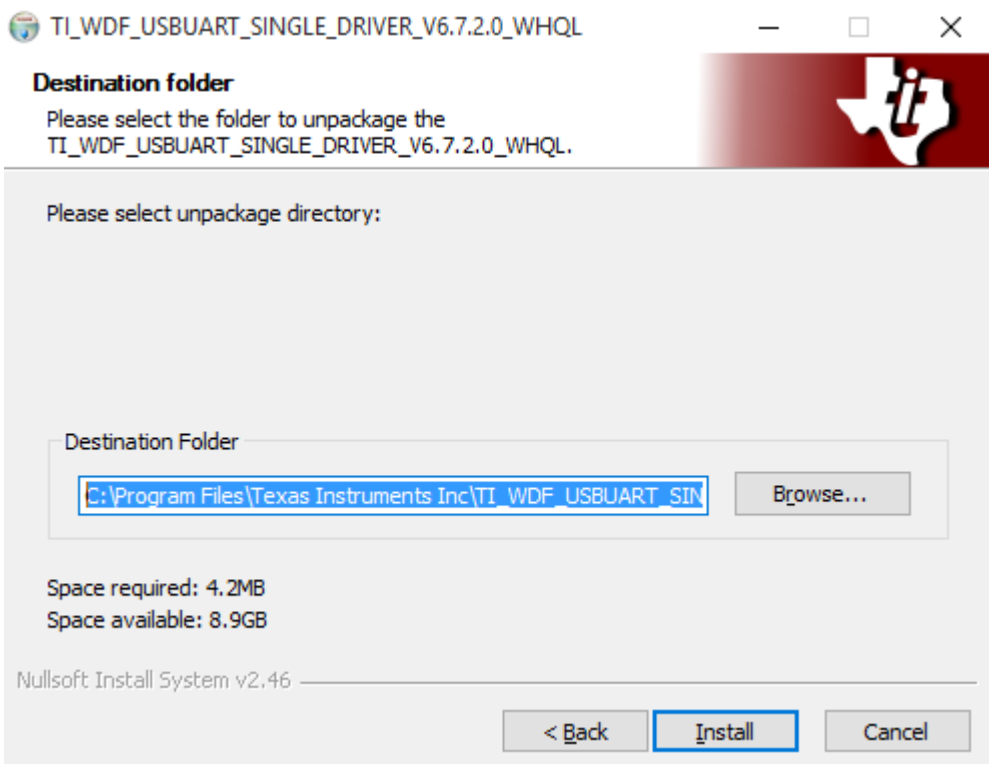 TI_WDF_USBUART_SINGLE_DRIVER_V6.7.2.0_WHQL
Destination folder
Please select the folder to unpackage the
TI_WDF_USBUART_SINGLE_DRIVER_V6.7.2.0_WHQL.
ti
Please select unpackage directory:
Destination Folder
C:\Program Files\Texas Instruments Inc\TI_WDF_USBUART_SIN
Browse...
Space required: 4.2MB
Space available: 8.9GB
Nullsoft Install System v2.46
< Back
Install
Cancel